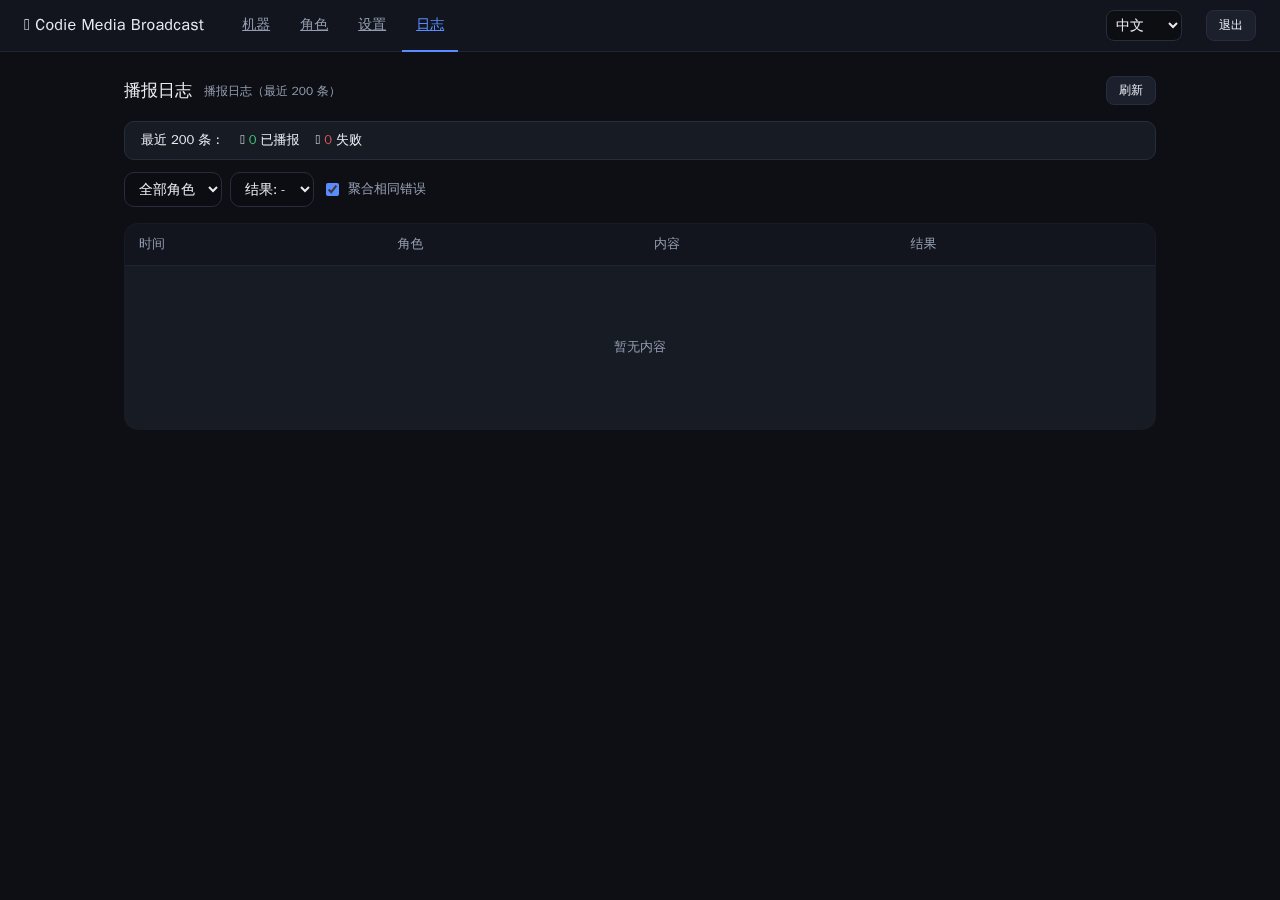 Codie Media Broadcast 机器 角色 设置 日志 中文 退出
播报日志 播报日志（最近 200 条） 刷新
最近 200 条： 0 已播报 0 失败
全部角色 结果: - 聚合相同错误
时间 角色 内容 结果
暂无内容